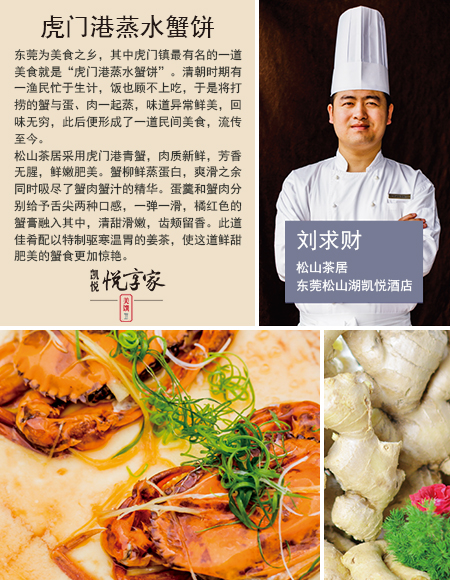 虎门港蒸水蟹饼
东莞为美食之乡，其中虎门镇最有名的一道
美食就是“虎门港蒸水蟹饼”。清朝时期有
一渔民忙于生计，饭也顾不上吃，于是将打
捞的蟹与蛋、肉一起蒸，味道异常鲜美，回
味无穷，此后便形成了一道民间美食，流传
至今。
松山茶居采用虎门港青蟹，肉质新鲜，芳香
无腥，鲜嫩肥美。蟹柳鲜蒸蛋白，爽滑之余
同时吸尽了蟹肉蟹汁的精华。蛋羹和蟹肉分
别给予舌尖两种口感，一弹一滑，橘红色的
蟹膏融入其中，清甜滑嫩，齿颊留香。此道
佳肴配以特制驱寒温胃的姜茶，使这道鲜甜
肥美的蟹食更加惊艳。
凯悦 悦享家
美馔
刘求财
松山茶居
东莞松山湖凯悦酒店